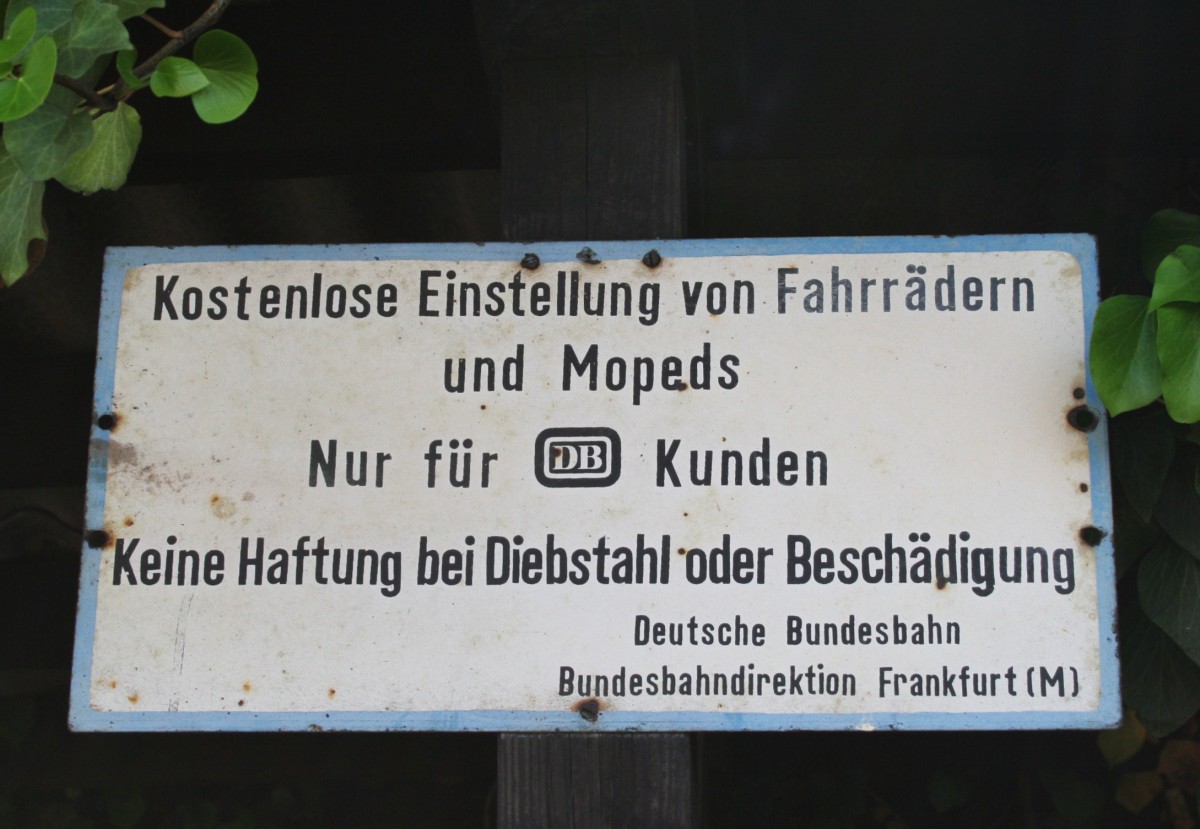 Kostenlose Einstellung von Fahrrädern
und Mopeds
Nur für DB Kunden
Keine Haftung bei Diebstahl oder Beschädigung
Deutsche Bundesbahn
Bundesbahndirektion Frankfurt (M)